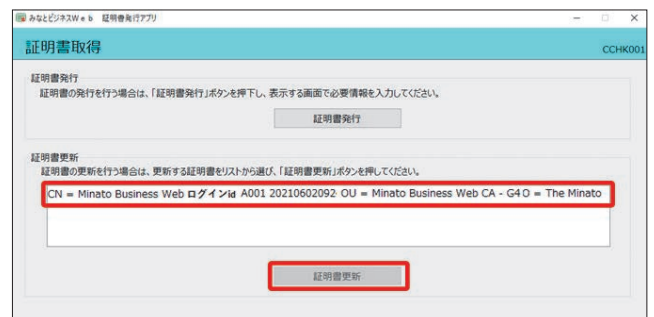 みなとビジネスWeb 証明書発行アプリ
証明書取得
CCHK001
証明書発行
証明書の発行を行う場合は、「証明書発行」ボタンを押下し、表示する画面で必要情報を入力してください。
証明書発行
証明書更新
証明書の更新を行う場合は、更新する証明書をリストから選び、「証明書更新」ボタンを押してください。
CN = Minato Business Web ログインid A001 20210602092 OU = Minato Business Web CA - G4 O = The Minato
証明書更新